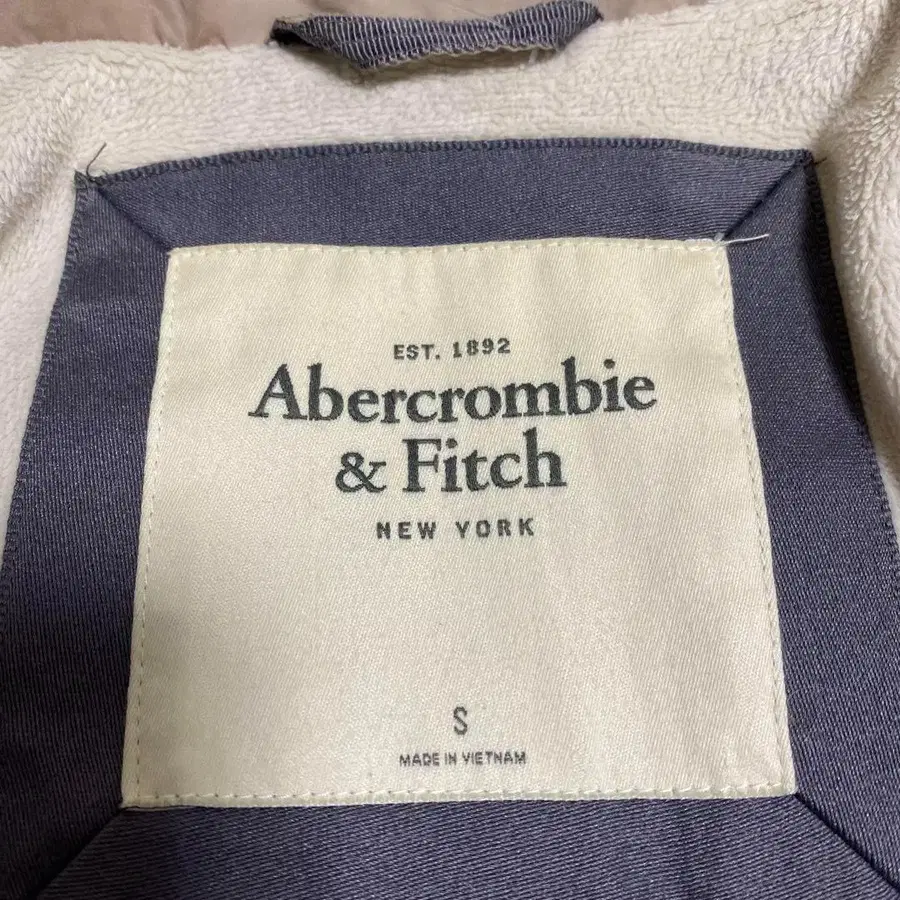 EST. 1892
Abercrombie
& Fitch
NEW YORK
S
MADE IN VIETNAM